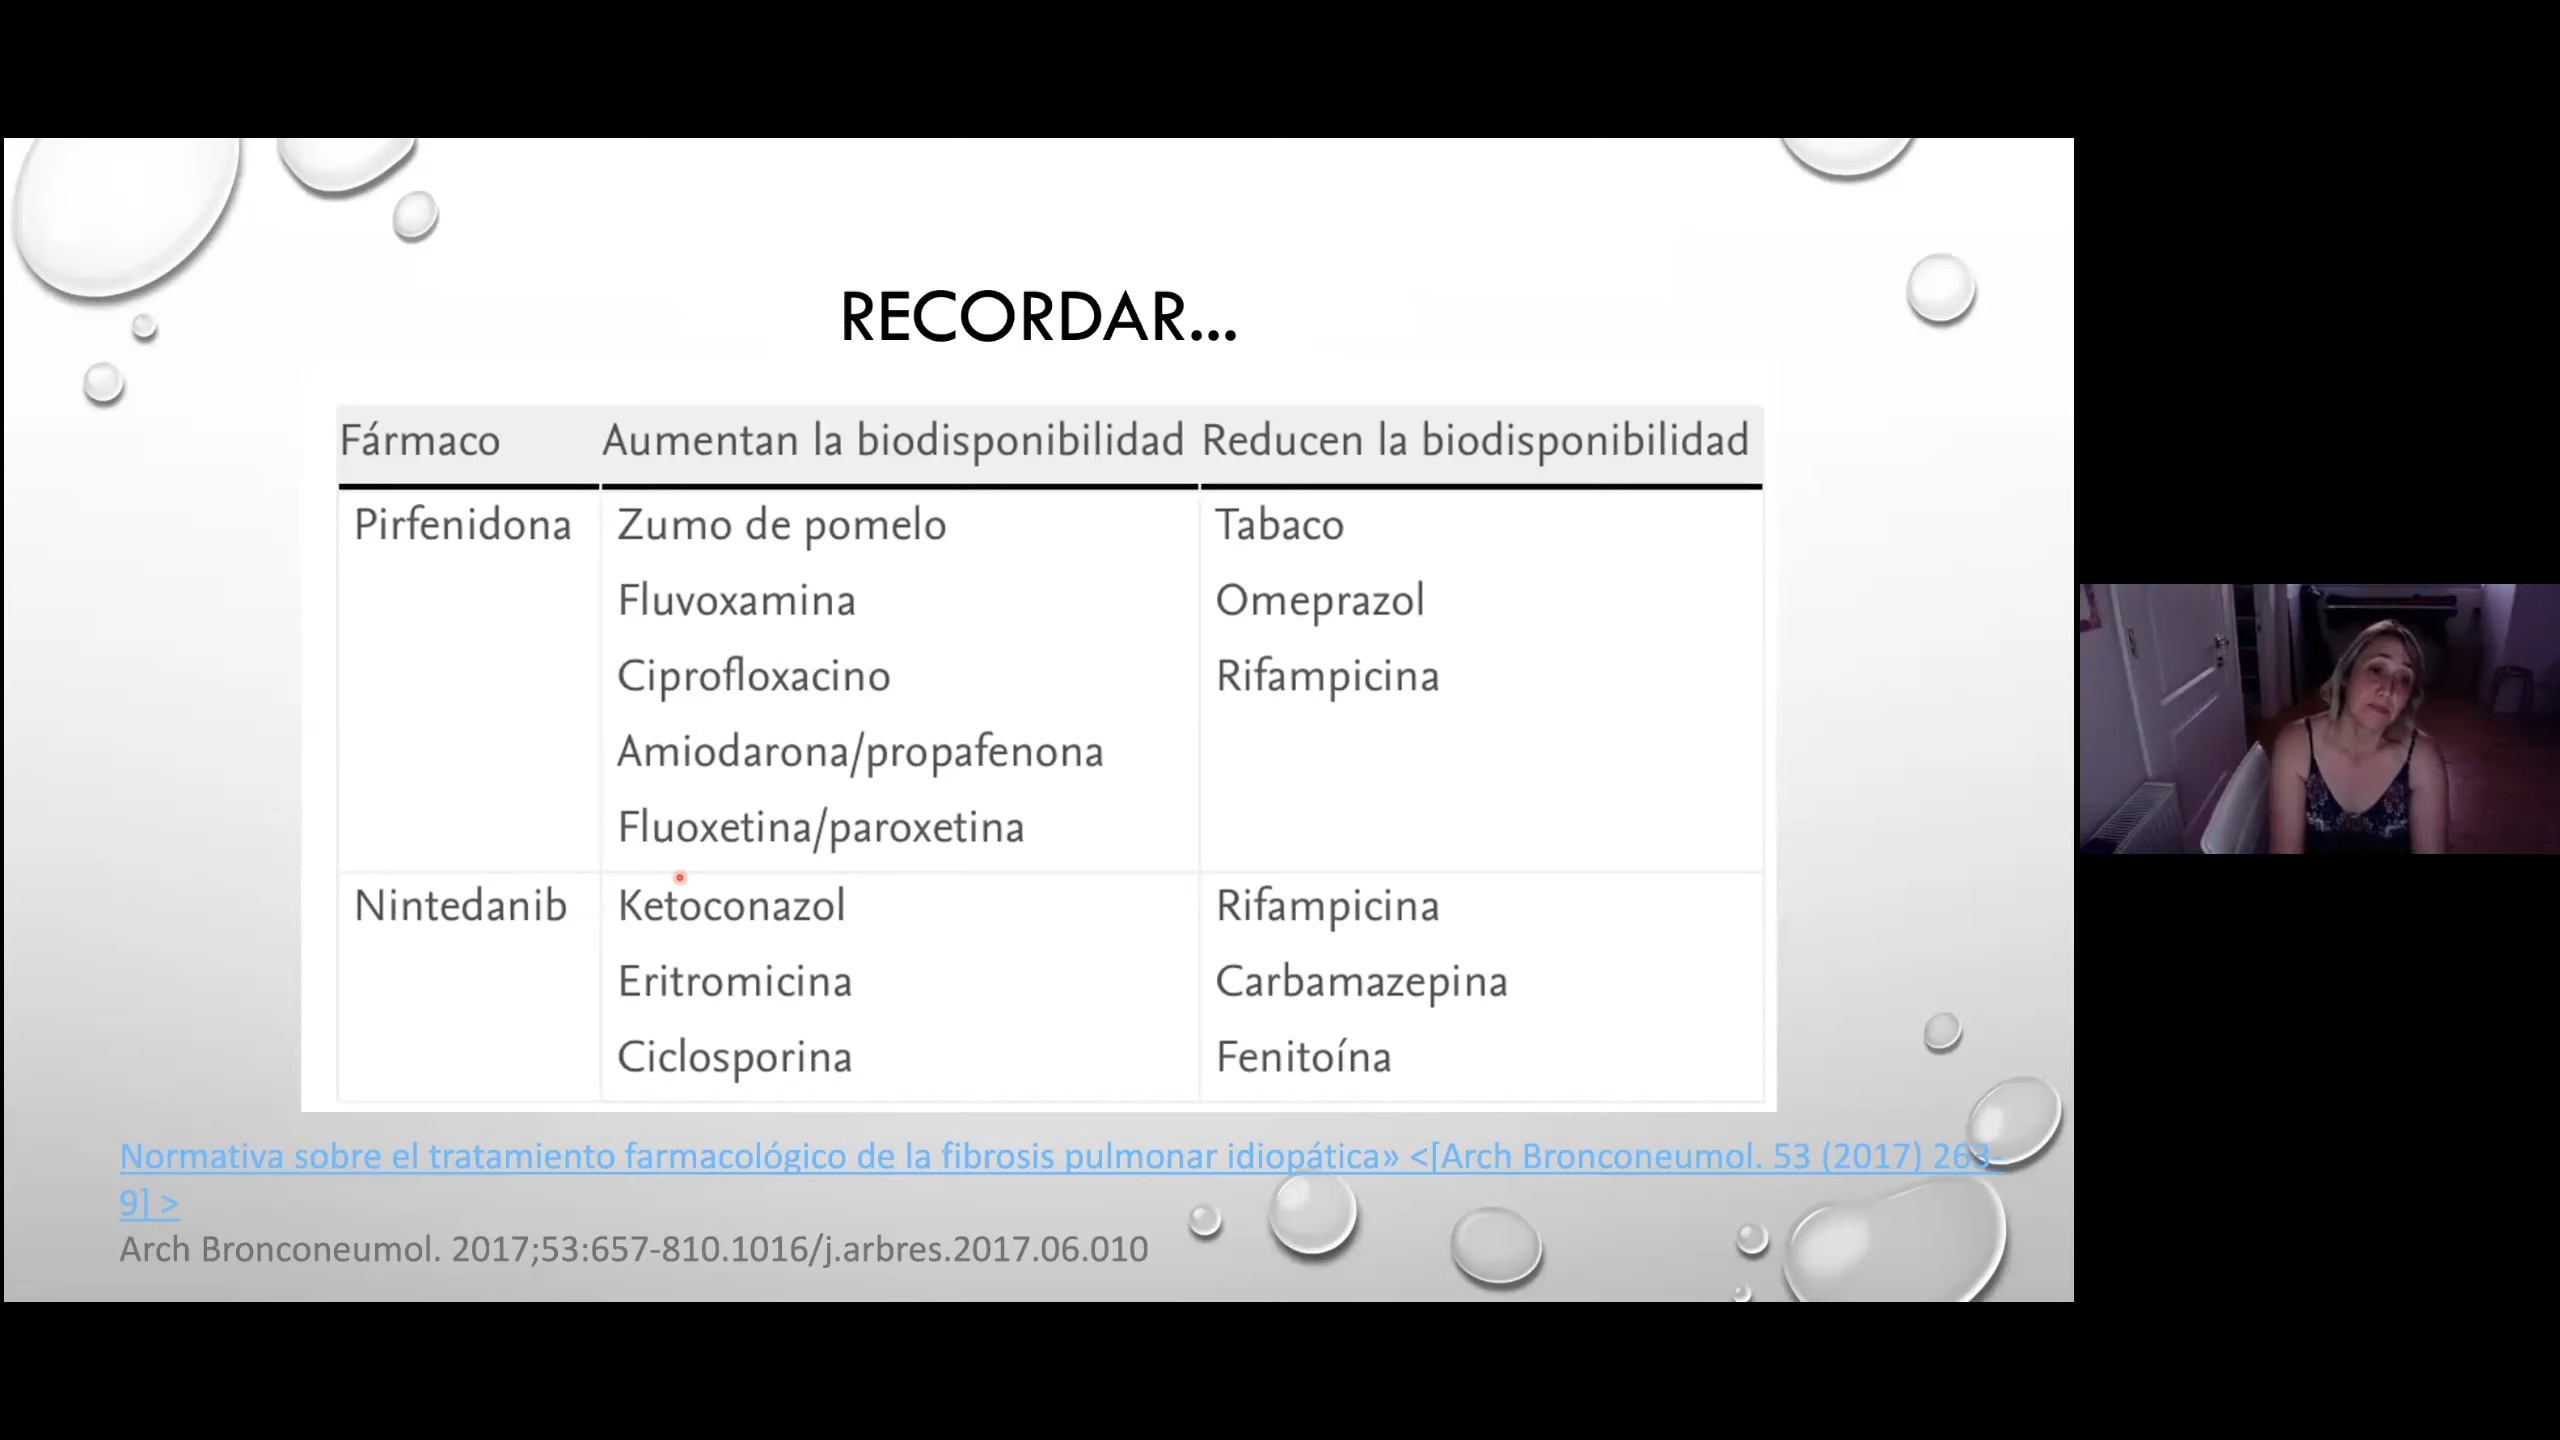 RECORDAR...
Fármaco Aumentan la biodisponibilidad Reducen la biodisponibilidad
Pirfenidona Zumo de pomelo Tabaco
Fluvoxamina Omeprazol
Ciprofloxacino Rifampicina
Amiodarona/propafenona
Fluoxetina/paroxetina
Nintedanib Ketoconazol Rifampicina
Eritromicina Carbamazepina
Ciclosporina Fenitoína
Normativa sobre el tratamiento farmacológico de la fibrosis pulmonar idiopática» <[Arch Bronconeumol. 53 (2017) 263-
9] >
Arch Bronconeumol. 2017;53:657-810.1016/j.arbres.2017.06.010